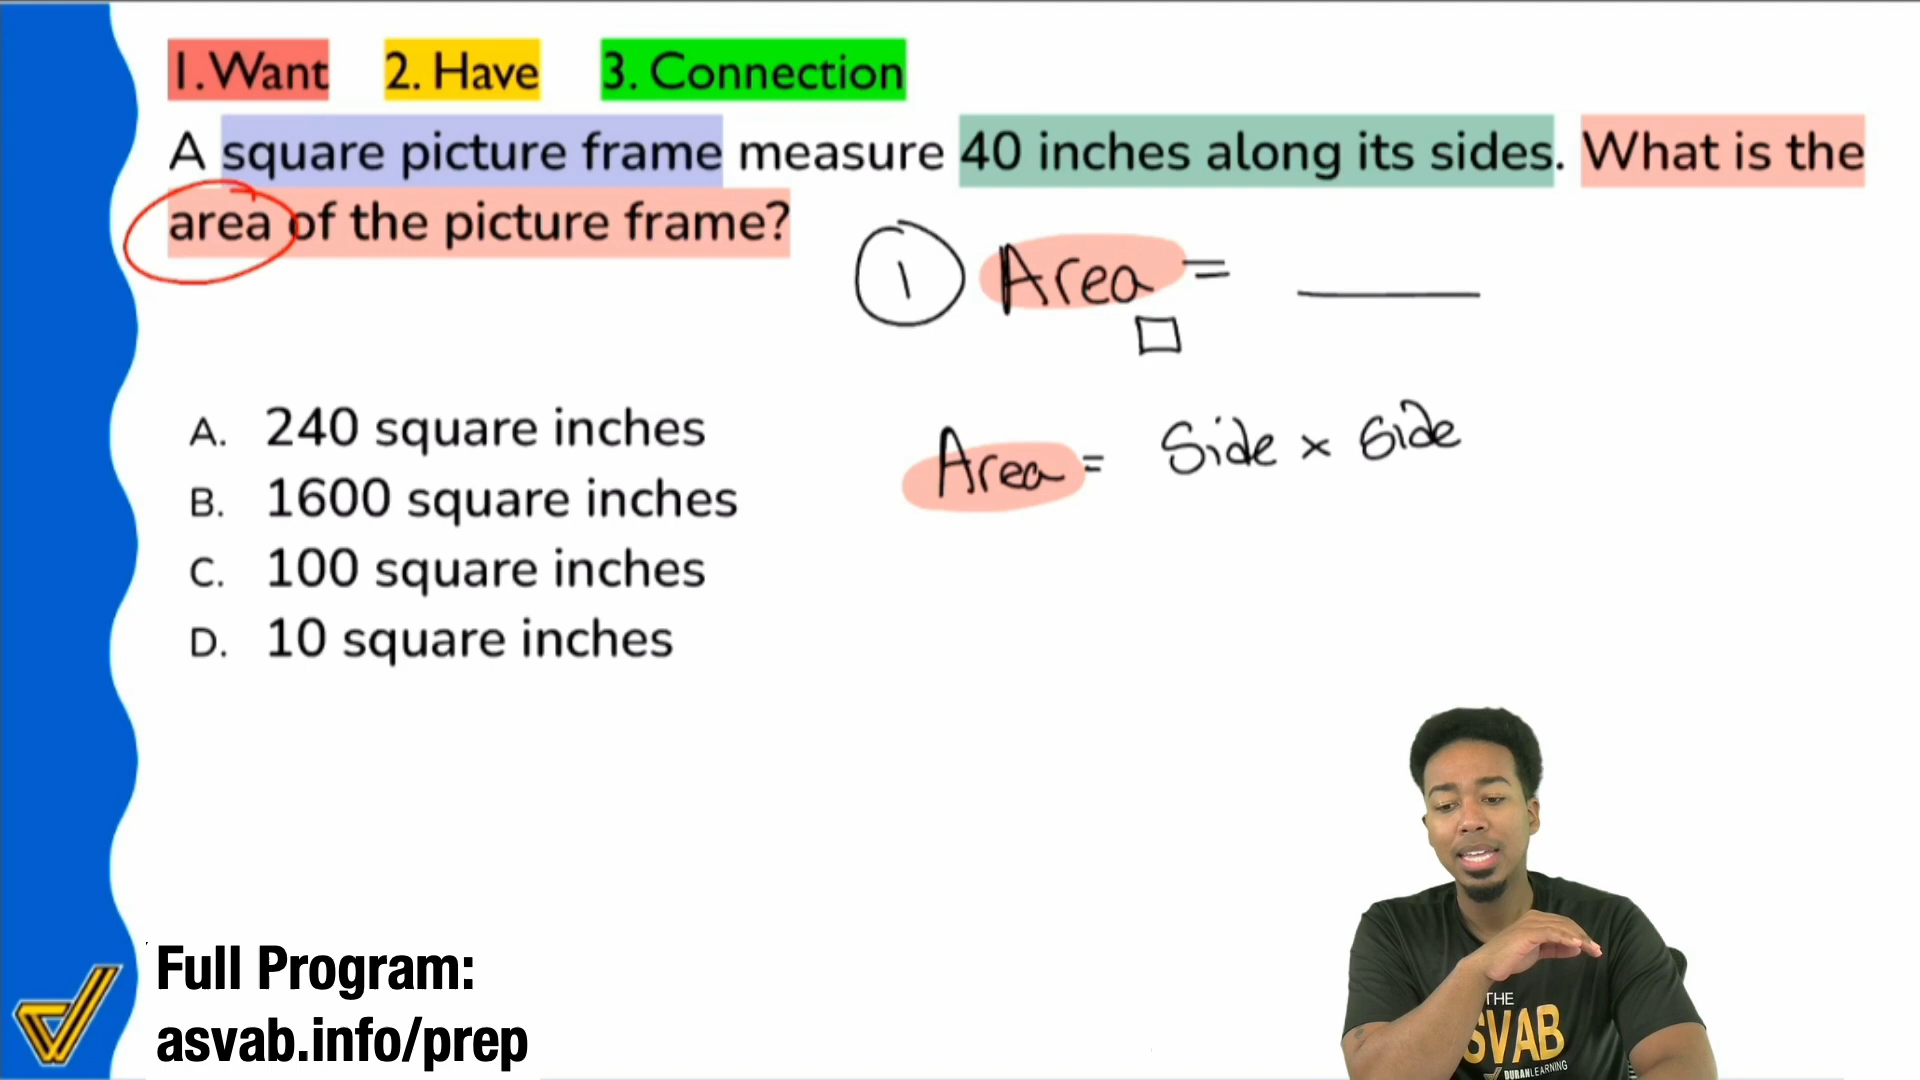 1. Want 2. Have 3. Connection
A square picture frame measure 40 inches along its sides. What is the
area of the picture frame?
1 Area =
Area = Side × Side
A. 240 square inches
B. 1600 square inches
C. 100 square inches
D. 10 square inches
Full Program:
asvab.info/prep
THE
ASVAB
DURANLEARNING